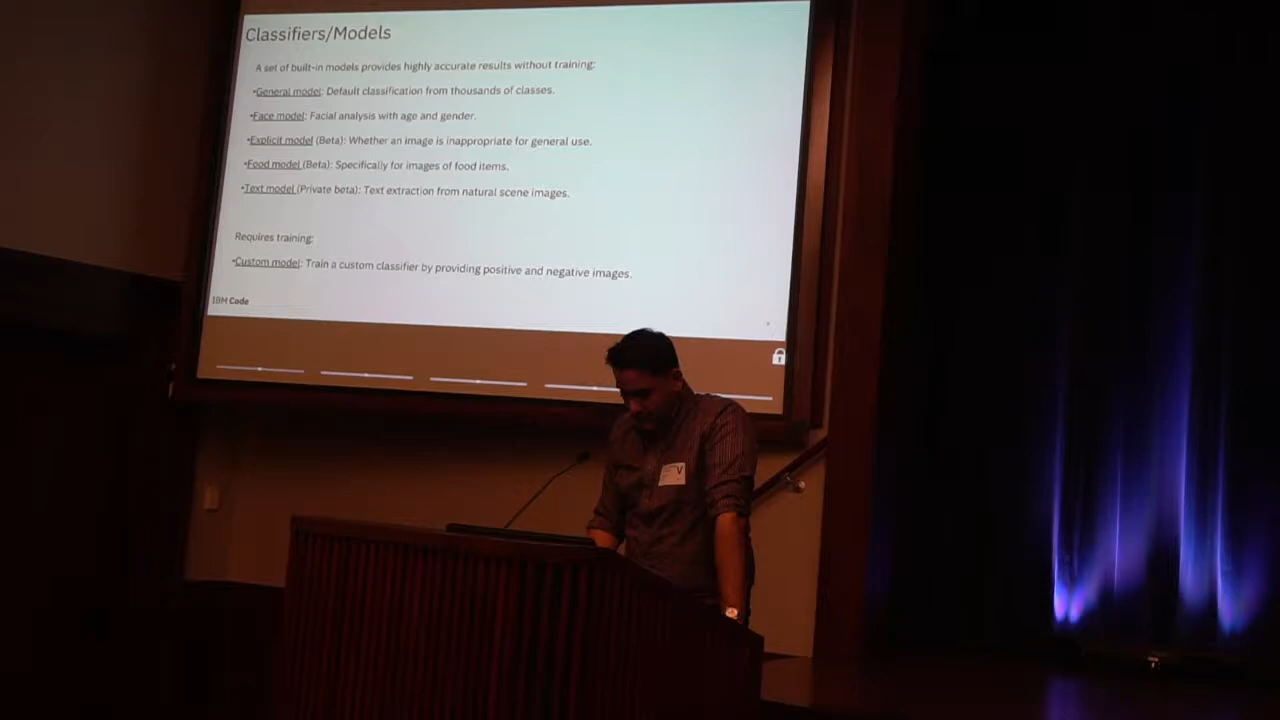 Classifiers/Models
A set of built-in models provides highly accurate results without training:
•General model: Default classification from thousands of classes.
•Face model: Facial analysis with age and gender.
•Explicit model (Beta): Whether an image is inappropriate for general use.
•Food model (Beta): Specifically for images of food items.
•Text model (Private beta): Text extraction from natural scene images.
Requires training:
•Custom model: Train a custom classifier by providing positive and negative images.
IBM Code
V